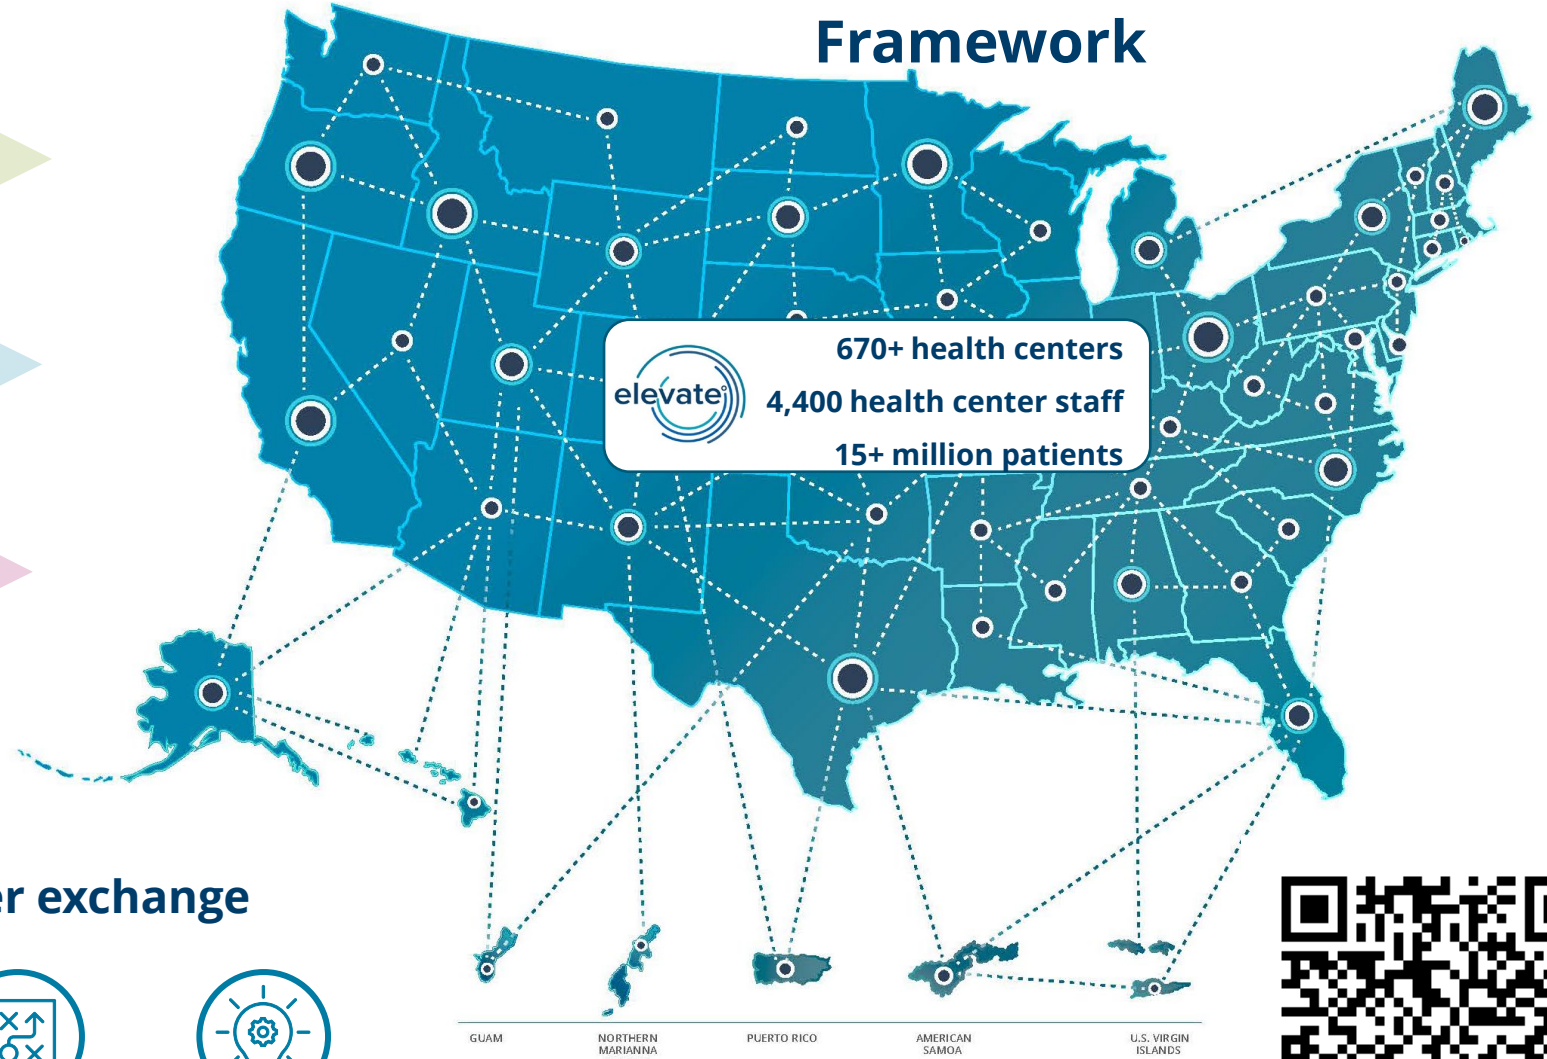 Framework
670+ health centers
elevate
4,400 health center staff
15+ million patients
exchange
GUAM
NORTHERN
MARIANNA
PUERTO RICO
AMERICAN
SAMOA
U.S. VIRGIN
ISLANDS